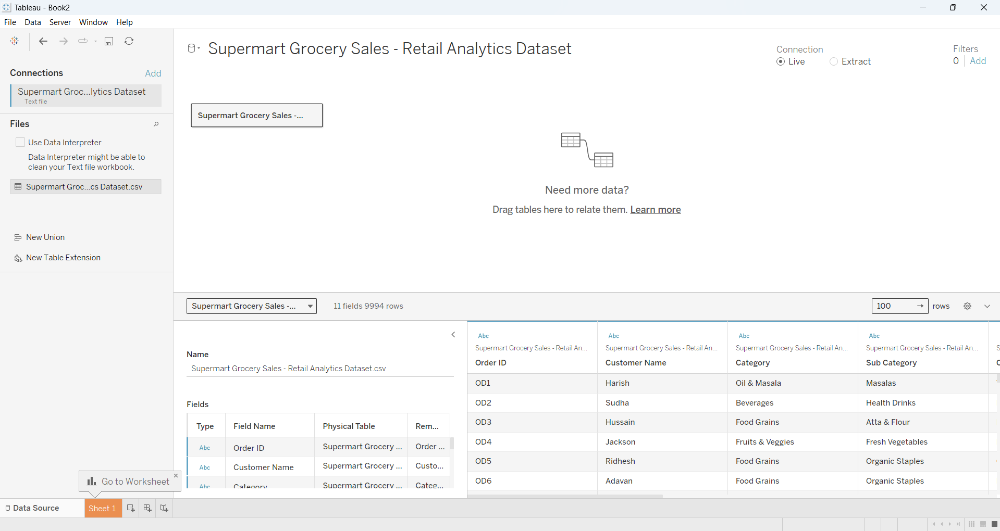 Tableau - Book2
File Data Server Window Help
Supermart Grocery Sales - Retail Analytics Dataset
Connection
Live Extract
Filters
0 Add
Connections Add
Supermart Groc...lytics Dataset
Text file
Files
Use Data Interpreter
Data Interpreter might be able to
clean your Text file workbook.
Supermart Groc...cs Dataset.csv
New Union
New Table Extension
Supermart Grocery Sales -...
Need more data?
Drag tables here to relate them. Learn more
Supermart Grocery Sales -... 11 fields 9994 rows 100 rows
Name
Supermart Grocery Sales - Retail Analytics Dataset.csv
Fields
Type Field Name Physical Table Rem...
Abc Order ID Supermart Grocery ... Order ...
Abc Customer Name Supermart Grocery ... Custo...
Abc Category Supermart Grocery ... Categ...
Abc Abc Abc Abc
Supermart Grocery Sales - Retail An... Supermart Grocery Sales - Retail An... Supermart Grocery Sales - Retail An... Supermart Grocery Sales - Retail An...
Order ID Customer Name Category Sub Category
OD1 Harish Oil & Masala Masalas
OD2 Sudha Beverages Health Drinks
OD3 Hussain Food Grains Atta & Flour
OD4 Jackson Fruits & Veggies Fresh Vegetables
OD5 Ridhesh Food Grains Organic Staples
OD6 Adavan Food Grains Organic Staples
Go to Worksheet
Data Source Sheet 1